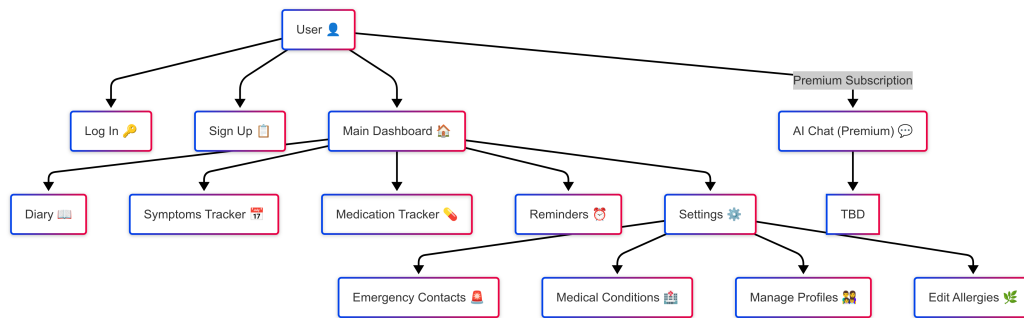 User 👤
Premium Subscription
Log In 🔑
Sign Up 📋
Main Dashboard 🏠
AI Chat (Premium) 💬
Diary 📖
Symptoms Tracker 📅
Medication Tracker 💊
Reminders ⏰
Settings ⚙️
TBD
Emergency Contacts 🚨
Medical Conditions 🏥
Manage Profiles 👩‍👩‍👧
Edit Allergies 🌿